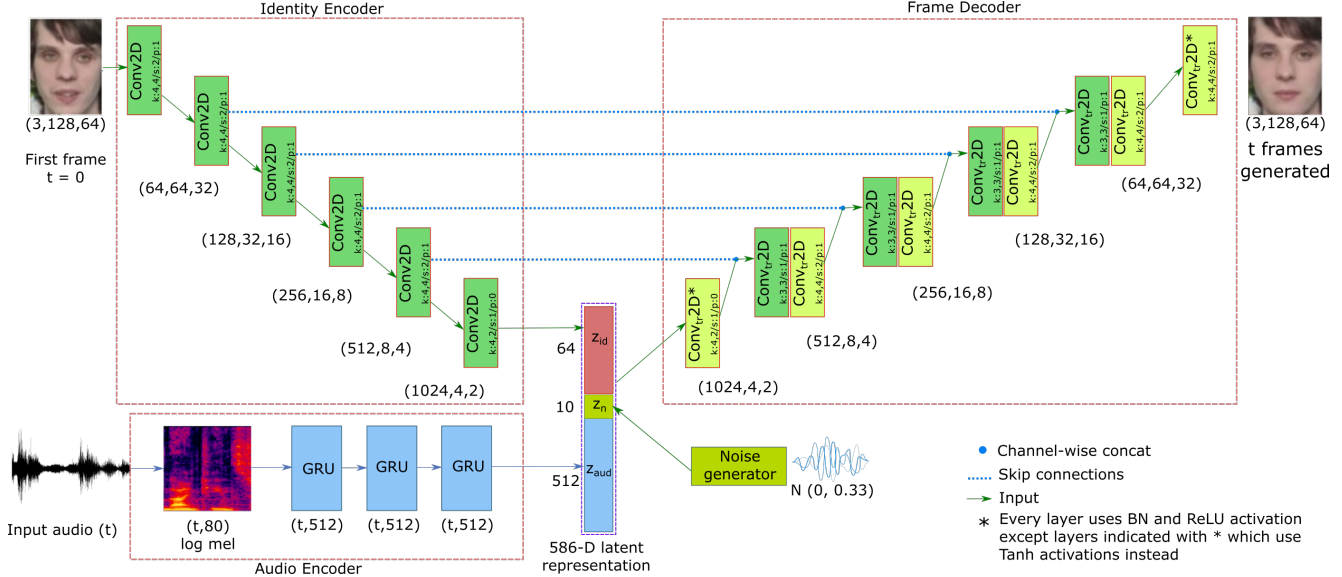 Identity Encoder
Frame Decoder
Conv2D
k:4,4/s:2/p:1
Conv2D
k:4,4/s:2/p:1
Conv2D
k:4,4/s:2/p:1
Conv2D
k:4,4/s:2/p:1
Conv2D
k:4,4/s:2/p:1
Conv2D
k:4,2/s:1/p:0
(3,128,64)
First frame
t = 0
(64,64,32)
(128,32,16)
(256,16,8)
(512,8,4)
(1024,4,2)
Conv_tr2D*
k:4,2/s:1/p:0
Conv_tr2D
k:3,3/s:1/p:1
Conv_tr2D
k:4,4/s:2/p:1
Conv_tr2D
k:3,3/s:1/p:1
Conv_tr2D
k:4,4/s:2/p:1
Conv_tr2D
k:3,3/s:1/p:1
Conv_tr2D
k:4,4/s:2/p:1
Conv_tr2D
k:3,3/s:1/p:1
Conv_tr2D
k:4,4/s:2/p:1
Conv_tr2D*
k:4,4/s:2/p:1
(3,128,64)
t frames
generated
(64,64,32)
(128,32,16)
(256,16,8)
(512,8,4)
(1024,4,2)
z_id
64
z_n
10
z_aud
512
586-D latent
representation
Noise
generator
N (0, 0.33)
Input audio (t)
(t,80)
log mel
GRU
GRU
GRU
(t,512)
(t,512)
(t,512)
Audio Encoder
Channel-wise concat
Skip connections
Input
* Every layer uses BN and ReLU activation
except layers indicated with * which use
Tanh activations instead